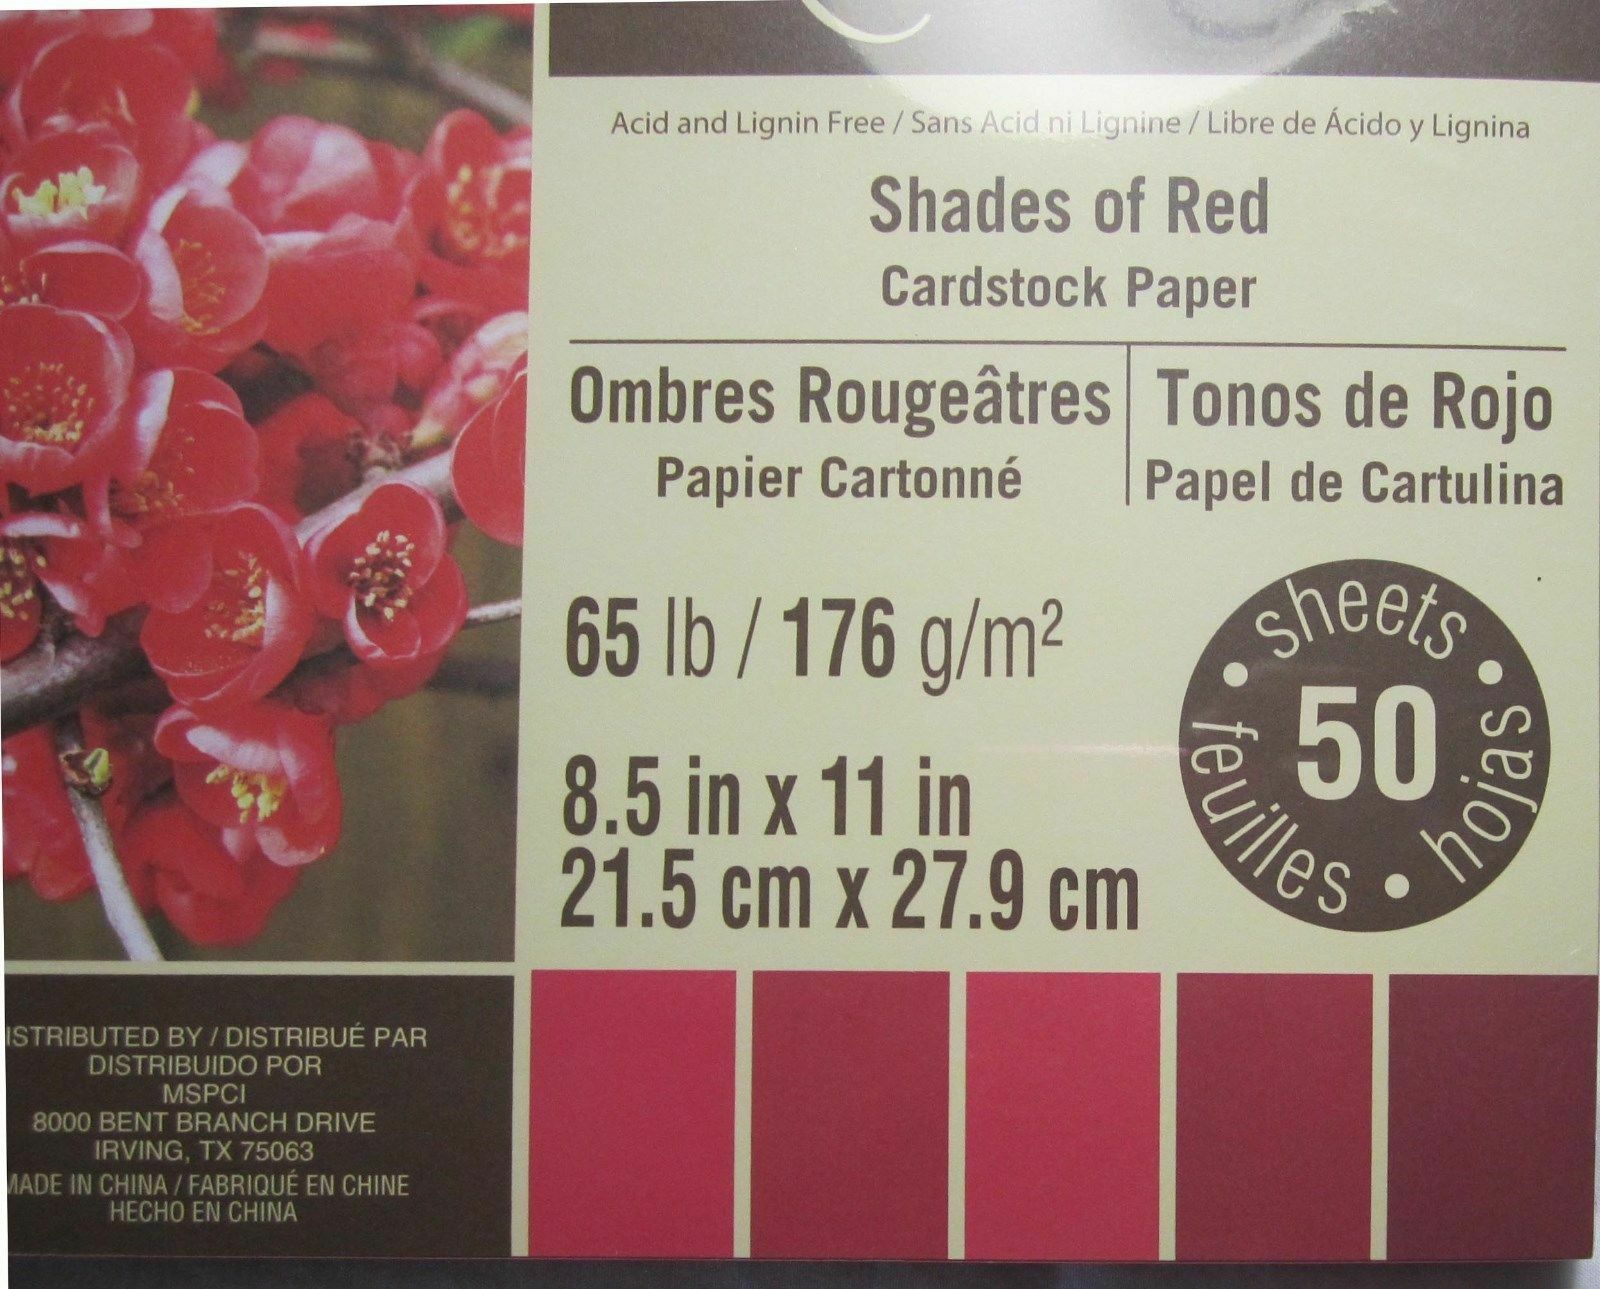 Acid and Lignin Free / Sans Acid ni Lignine / Libre de Ácido y Lignina
Shades of Red
Cardstock Paper
Ombres Rougeâtres
Papier Cartonné
Tonos de Rojo
Papel de Cartulina
65 lb / 176 g/m²
8.5 in x 11 in
21.5 cm x 27.9 cm
sheets
50
feuilles
hojas
ISTRIBUTED BY / DISTRIBUÉ PAR
DISTRIBUIDO POR
MSPCI
8000 BENT BRANCH DRIVE
IRVING, TX 75063
MADE IN CHINA / FABRIQUÉ EN CHINE
HECHO EN CHINA